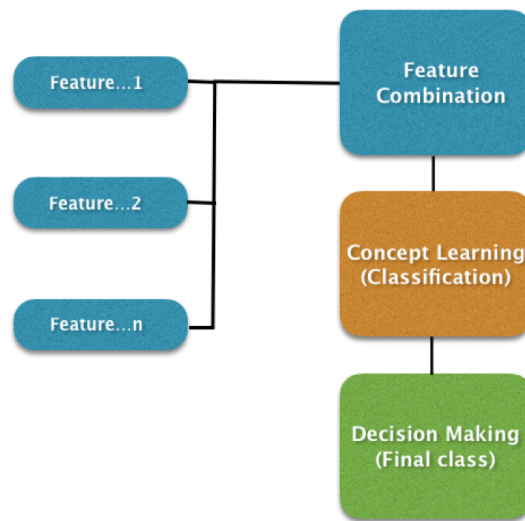 Feature...1
Feature...2
Feature...n
Feature
Combination
Concept Learning
(Classification)
Decision Making
(Final class)